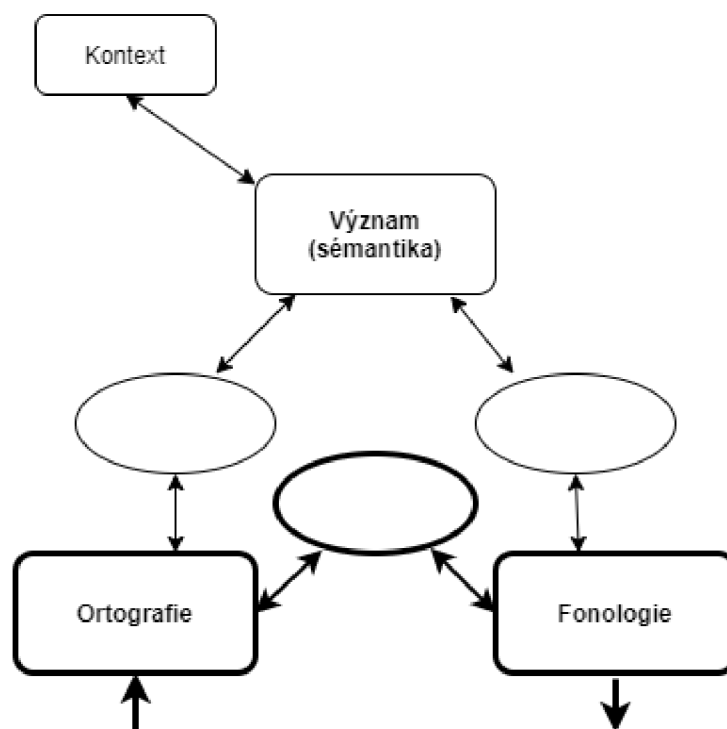 Kontext
Význam
(sémantika)
Ortografie
Fonologie